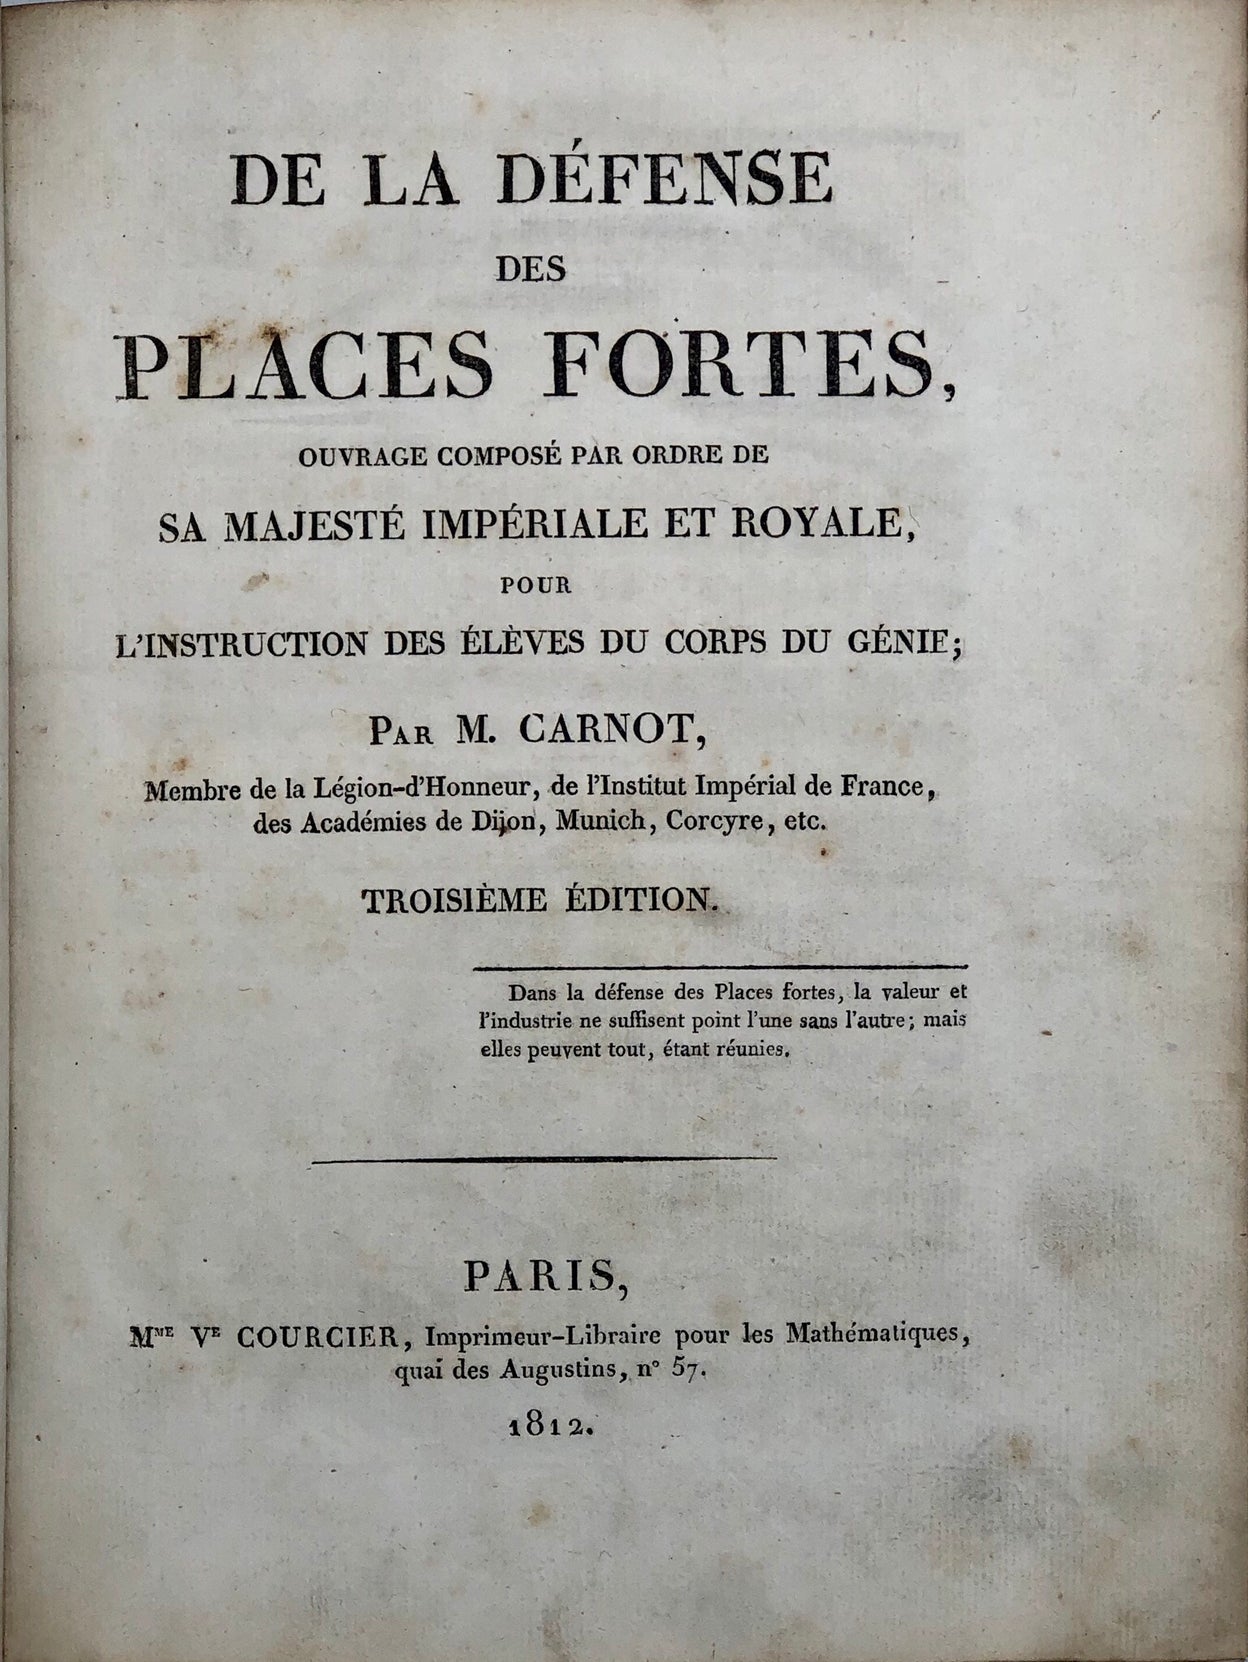 DE LA DÉFENSE
DES
PLACES FORTES,
OUVRAGE COMPOSÉ PAR ORDRE DE
SA MAJESTÉ IMPÉRIALE ET ROYALE,
POUR
L'INSTRUCTION DES ÉLÈVES DU CORPS DU GÉNIE;
PAR M. CARNOT,
Membre de la Légion-d'Honneur, de l'Institut Impérial de France,
des Académies de Dijon, Munich, Corcyre, etc.
TROISIÈME ÉDITION.
Dans la défense des Places fortes, la valeur et
l'industrie ne suffisent point l'une sans l'autre; mais
elles peuvent tout, étant réunies.
PARIS,
MME VE COURCIER, Imprimeur-Libraire pour les Mathématiques,
quai des Augustins, n° 57.
1812.